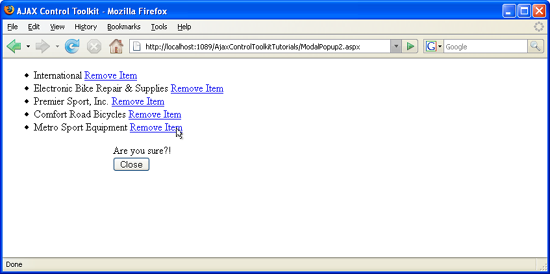 AJAX Control Toolkit - Mozilla Firefox
File Edit View History Bookmarks Tools Help
http://localhost:1089/AjaxControlToolkitTutorials/ModalPopup2.aspx Google
International Remove Item
Electronic Bike Repair & Supplies Remove Item
Premier Sport, Inc. Remove Item
Comfort Road Bicycles Remove Item
Metro Sport Equipment Remove Item
Are you sure?!
Close
Done